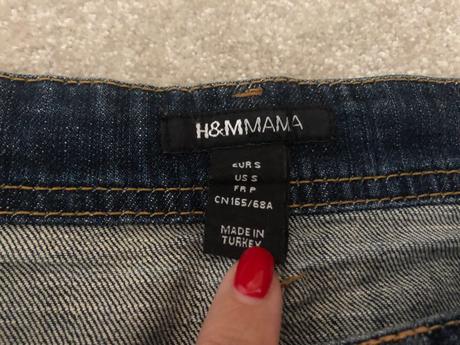 H&MMAMA
EUR S
US S
FR P
CN165/68A
MADE IN
TURKEY